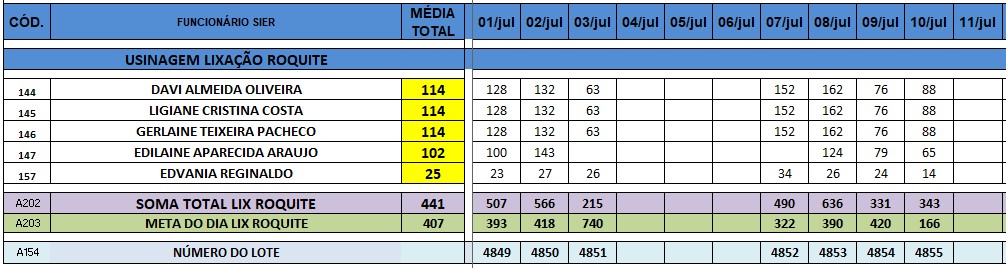 CÓD. FUNCIONÁRIO SIER MÉDIA TOTAL 01/jul 02/jul 03/jul 04/jul 05/jul 06/jul 07/jul 08/jul 09/jul 10/jul 11/jul
USINAGEM LIXAÇÃO ROQUITE
144 DAVI ALMEIDA OLIVEIRA 114 128 132 63 152 162 76 88
145 LIGIANE CRISTINA COSTA 114 128 132 63 152 162 76 88
146 GERLAINE TEIXEIRA PACHECO 114 128 132 63 152 162 76 88
147 EDILAINE APARECIDA ARAUJO 102 100 143 124 79 65
157 EDVANIA REGINALDO 25 23 27 26 34 26 24 14
A202 SOMA TOTAL LIX ROQUITE 441 507 566 215 490 636 331 343
A203 META DO DIA LIX ROQUITE 407 393 418 740 322 390 420 166
A154 NÚMERO DO LOTE 4849 4850 4851 4852 4853 4854 4855